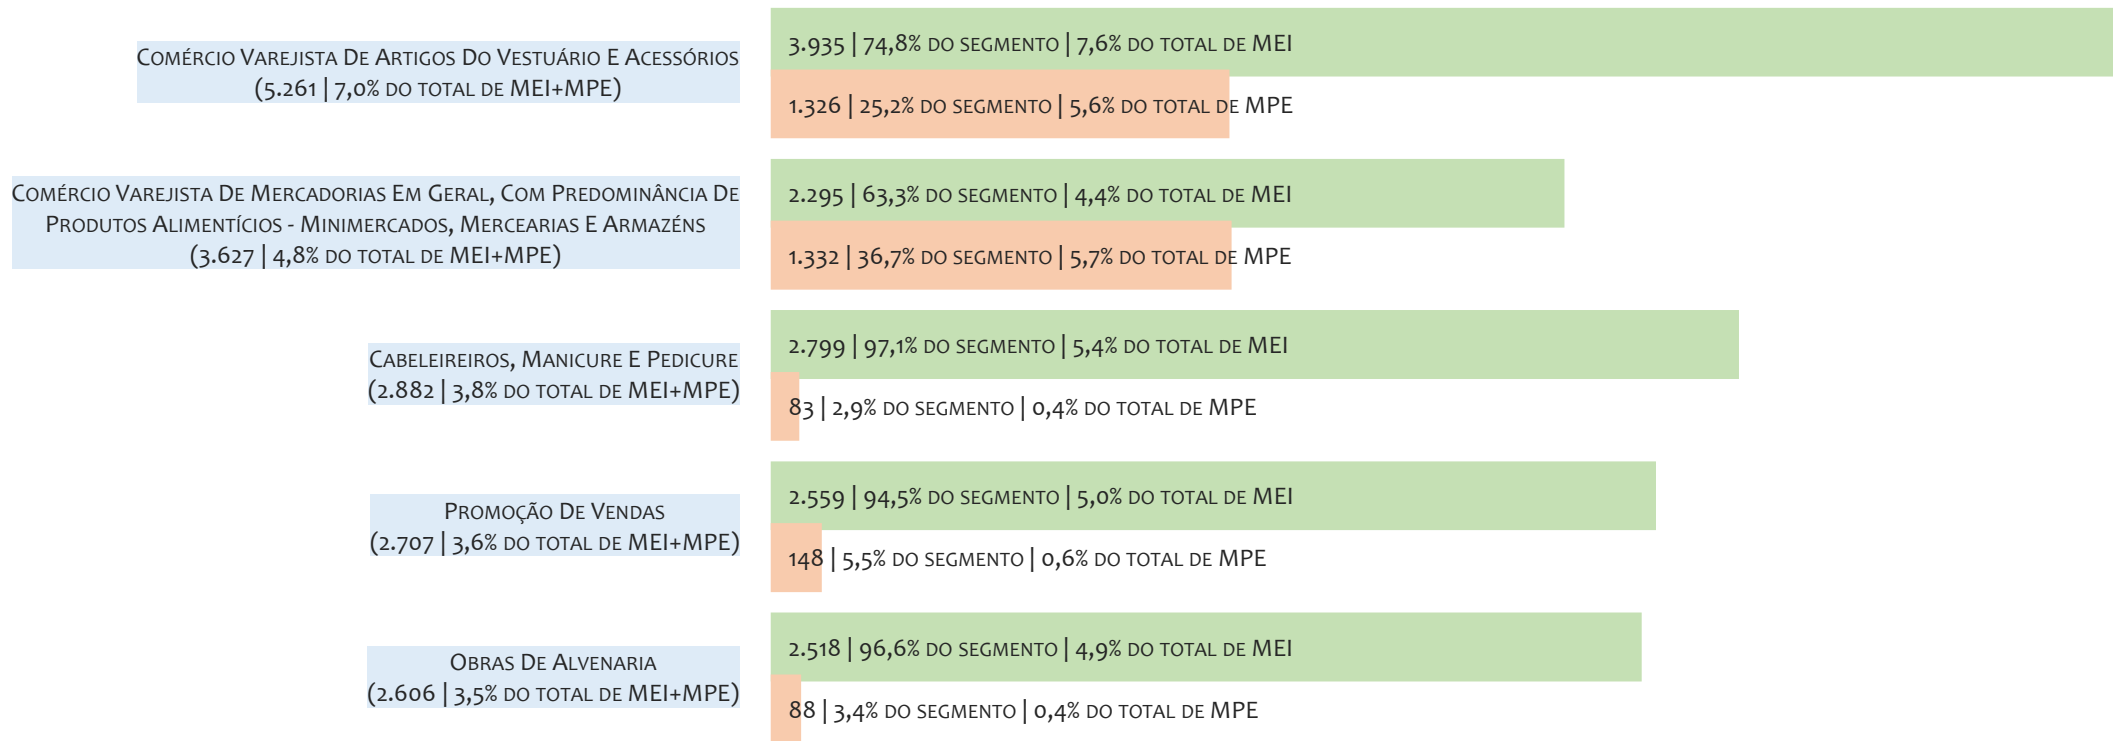 Comércio Varejista De Artigos Do Vestuário E Acessórios
(5.261 | 7,0% do total de MEI+MPE)
3.935 | 74,8% do segmento | 7,6% do total de MEI
1.326 | 25,2% do segmento | 5,6% do total de MPE
Comércio Varejista De Mercadorias Em Geral, Com Predominância De
Produtos Alimentícios - Minimercados, Mercearias E Armazéns
(3.627 | 4,8% do total de MEI+MPE)
2.295 | 63,3% do segmento | 4,4% do total de MEI
1.332 | 36,7% do segmento | 5,7% do total de MPE
Cabeleireiros, Manicure E Pedicure
(2.882 | 3,8% do total de MEI+MPE)
2.799 | 97,1% do segmento | 5,4% do total de MEI
83 | 2,9% do segmento | 0,4% do total de MPE
Promoção De Vendas
(2.707 | 3,6% do total de MEI+MPE)
2.559 | 94,5% do segmento | 5,0% do total de MEI
148 | 5,5% do segmento | 0,6% do total de MPE
Obras De Alvenaria
(2.606 | 3,5% do total de MEI+MPE)
2.518 | 96,6% do segmento | 4,9% do total de MEI
88 | 3,4% do segmento | 0,4% do total de MPE